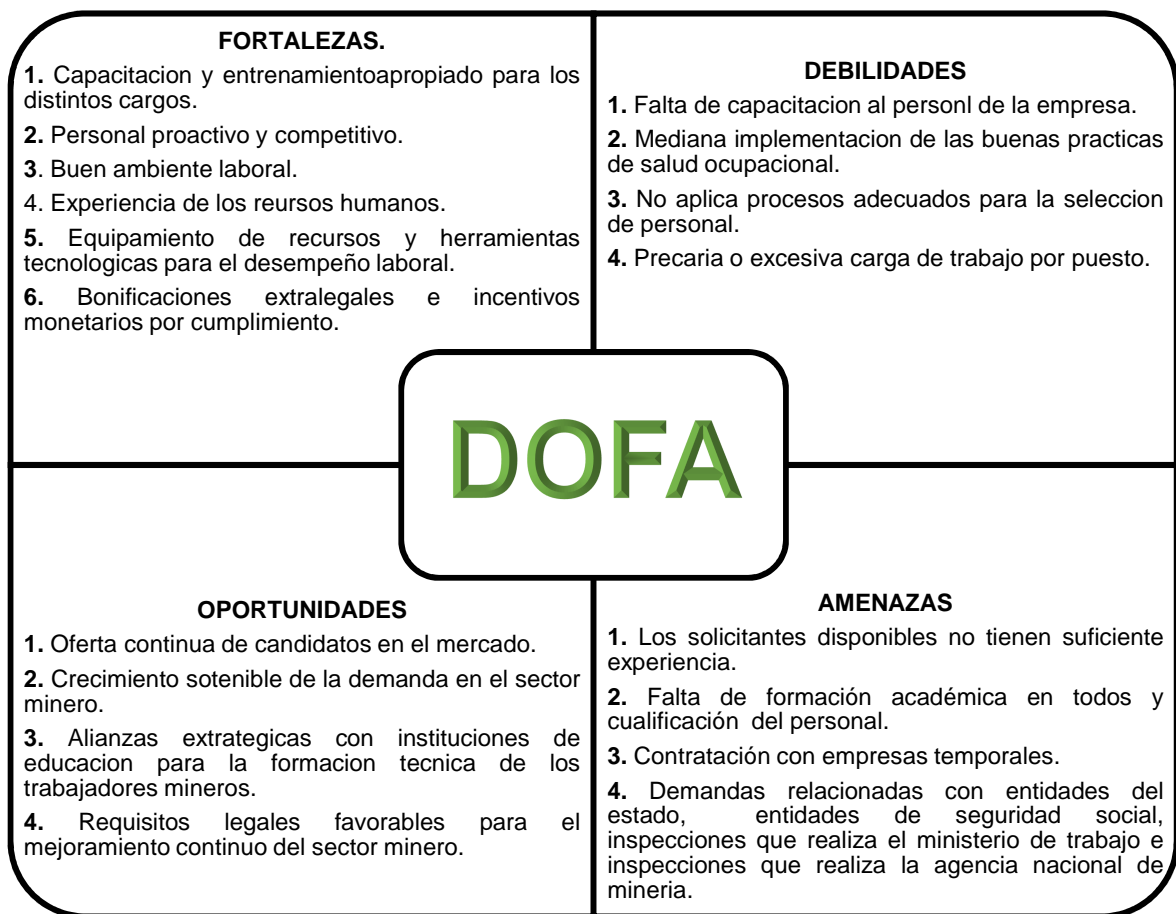 FORTALEZAS.
1. Capacitacion y entrenamientoapropiado para los
distintos cargos.
2. Personal proactivo y competitivo.
3. Buen ambiente laboral.
4. Experiencia de los reursos humanos.
5. Equipamiento de recursos y herramientas
tecnologicas para el desempeño laboral.
6. Bonificaciones extralegales e incentivos
monetarios por cumplimiento.
DEBILIDADES
1. Falta de capacitacion al personl de la empresa.
2. Mediana implementacion de las buenas practicas
de salud ocupacional.
3. No aplica procesos adecuados para la seleccion
de personal.
4. Precaria o excesiva carga de trabajo por puesto.
DOFA
OPORTUNIDADES
1. Oferta continua de candidatos en el mercado.
2. Crecimiento sotenible de la demanda en el sector
minero.
3. Alianzas extrategicas con instituciones de
educacion para la formacion tecnica de los
trabajadores mineros.
4. Requisitos legales favorables para el
mejoramiento continuo del sector minero.
AMENAZAS
1. Los solicitantes disponibles no tienen suficiente
experiencia.
2. Falta de formación académica en todos y
cualificación del personal.
3. Contratación con empresas temporales.
4. Demandas relacionadas con entidades del
estado, entidades de seguridad social,
inspecciones que realiza el ministerio de trabajo e
inspecciones que realiza la agencia nacional de
mineria.